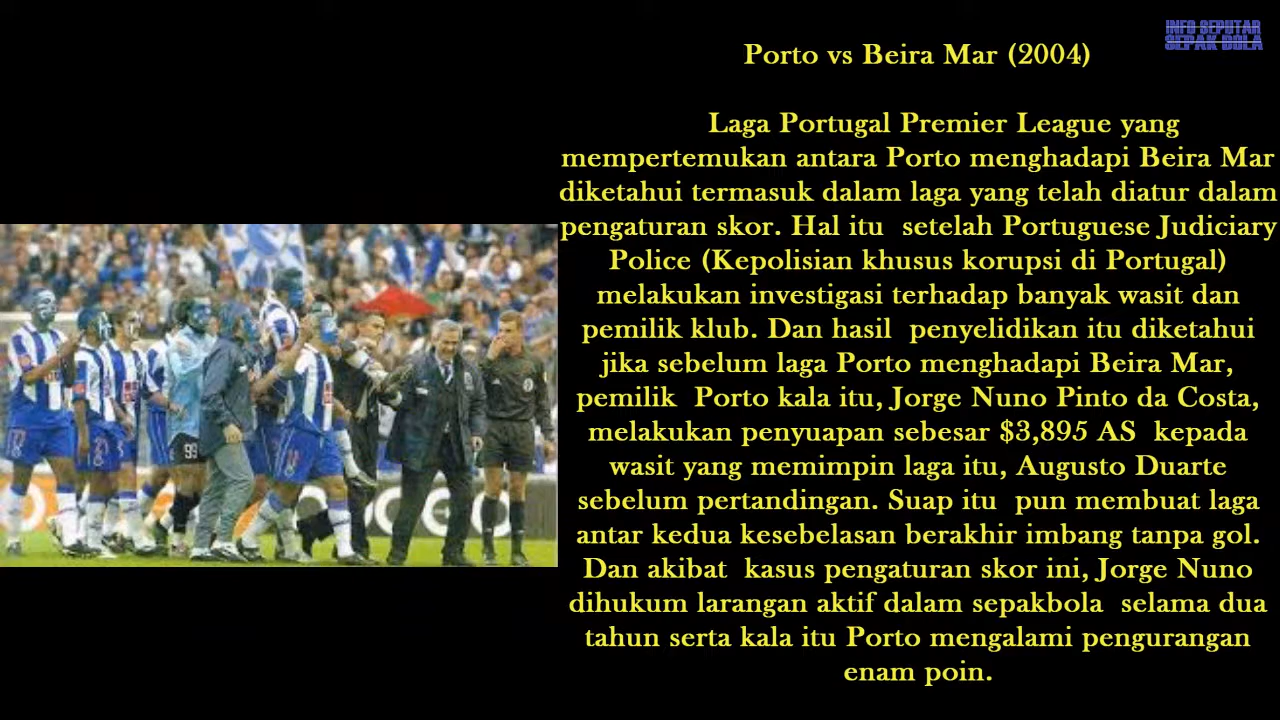 INFO SEPUTAR
SEPAK BOLA
Porto vs Beira Mar (2004)
Laga Portugal Premier League yang
mempertemukan antara Porto menghadapi Beira Mar
diketahui termasuk dalam laga yang telah diatur dalam
pengaturan skor. Hal itu setelah Portuguese Judiciary
Police (Kepolisian khusus korupsi di Portugal)
melakukan investigasi terhadap banyak wasit dan
pemilik klub. Dan hasil penyelidikan itu diketahui
jika sebelum laga Porto menghadapi Beira Mar,
pemilik Porto kala itu, Jorge Nuno Pinto da Costa,
melakukan penyuapan sebesar $3,895 AS kepada
wasit yang memimpin laga itu, Augusto Duarte
sebelum pertandingan. Suap itu pun membuat laga
antar kedua kesebelasan berakhir imbang tanpa gol.
Dan akibat kasus pengaturan skor ini, Jorge Nuno
dihukum larangan aktif dalam sepakbola selama dua
tahun serta kala itu Porto mengalami pengurangan
enam poin.
99